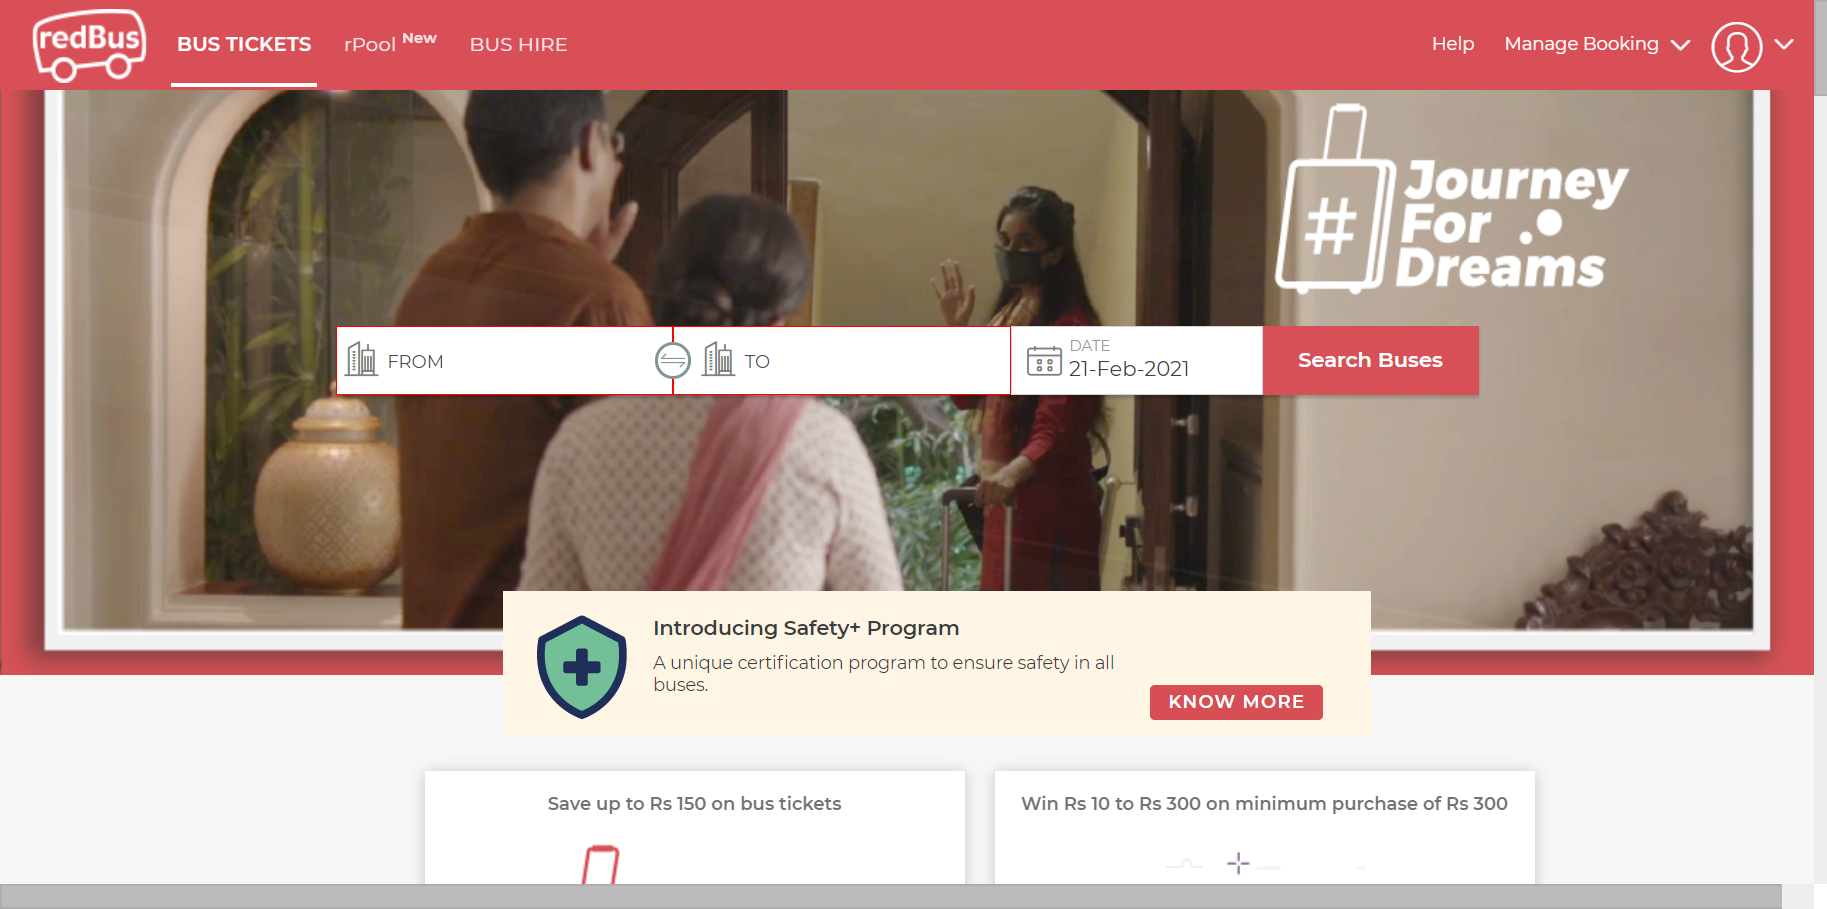 redBus
BUS TICKETS
rPool New
BUS HIRE
Help
Manage Booking
#
Journey
For
Dreams
FROM
TO
DATE
21-Feb-2021
Search Buses
Introducing Safety+ Program
A unique certification program to ensure safety in all
buses.
KNOW MORE
Save up to Rs 150 on bus tickets
Win Rs 10 to Rs 300 on minimum purchase of Rs 300